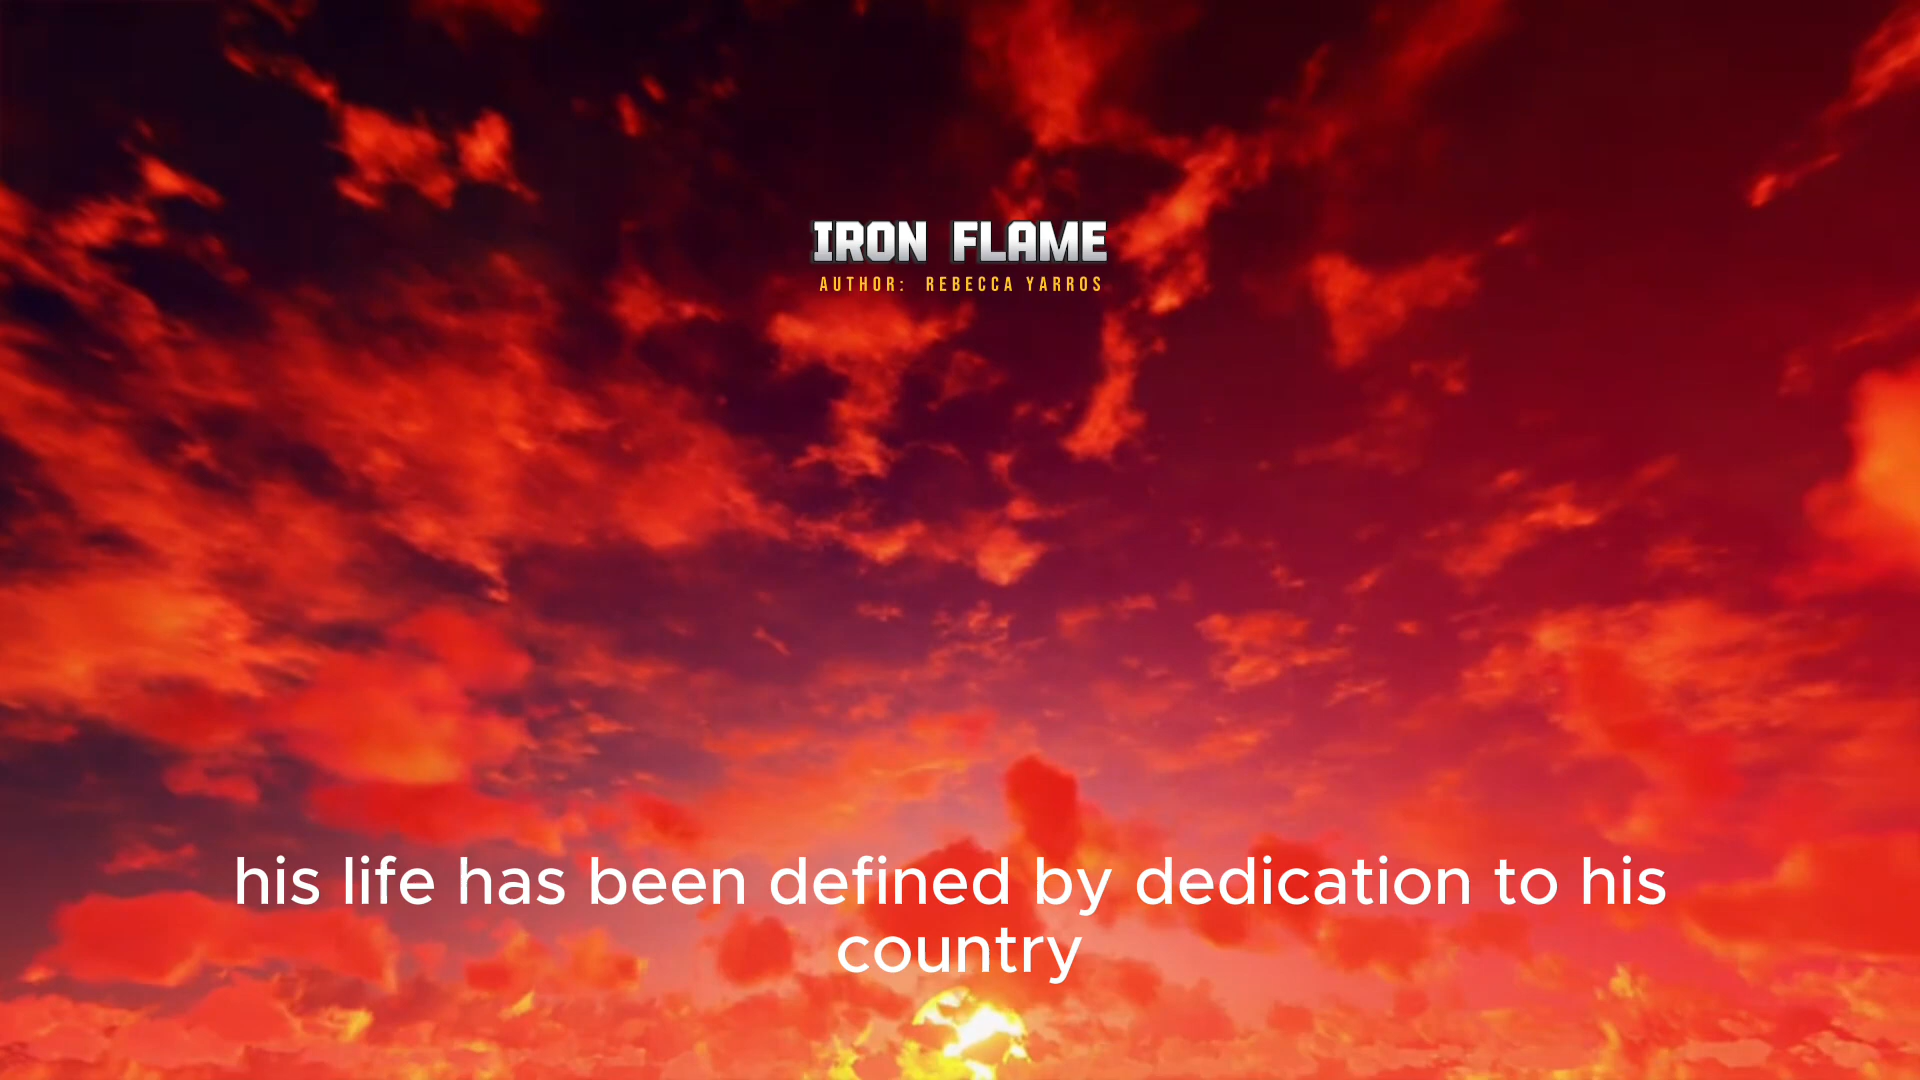 IRON FLAME
AUTHOR: REBECCA YARROS
his life has been defined by dedication to his
country